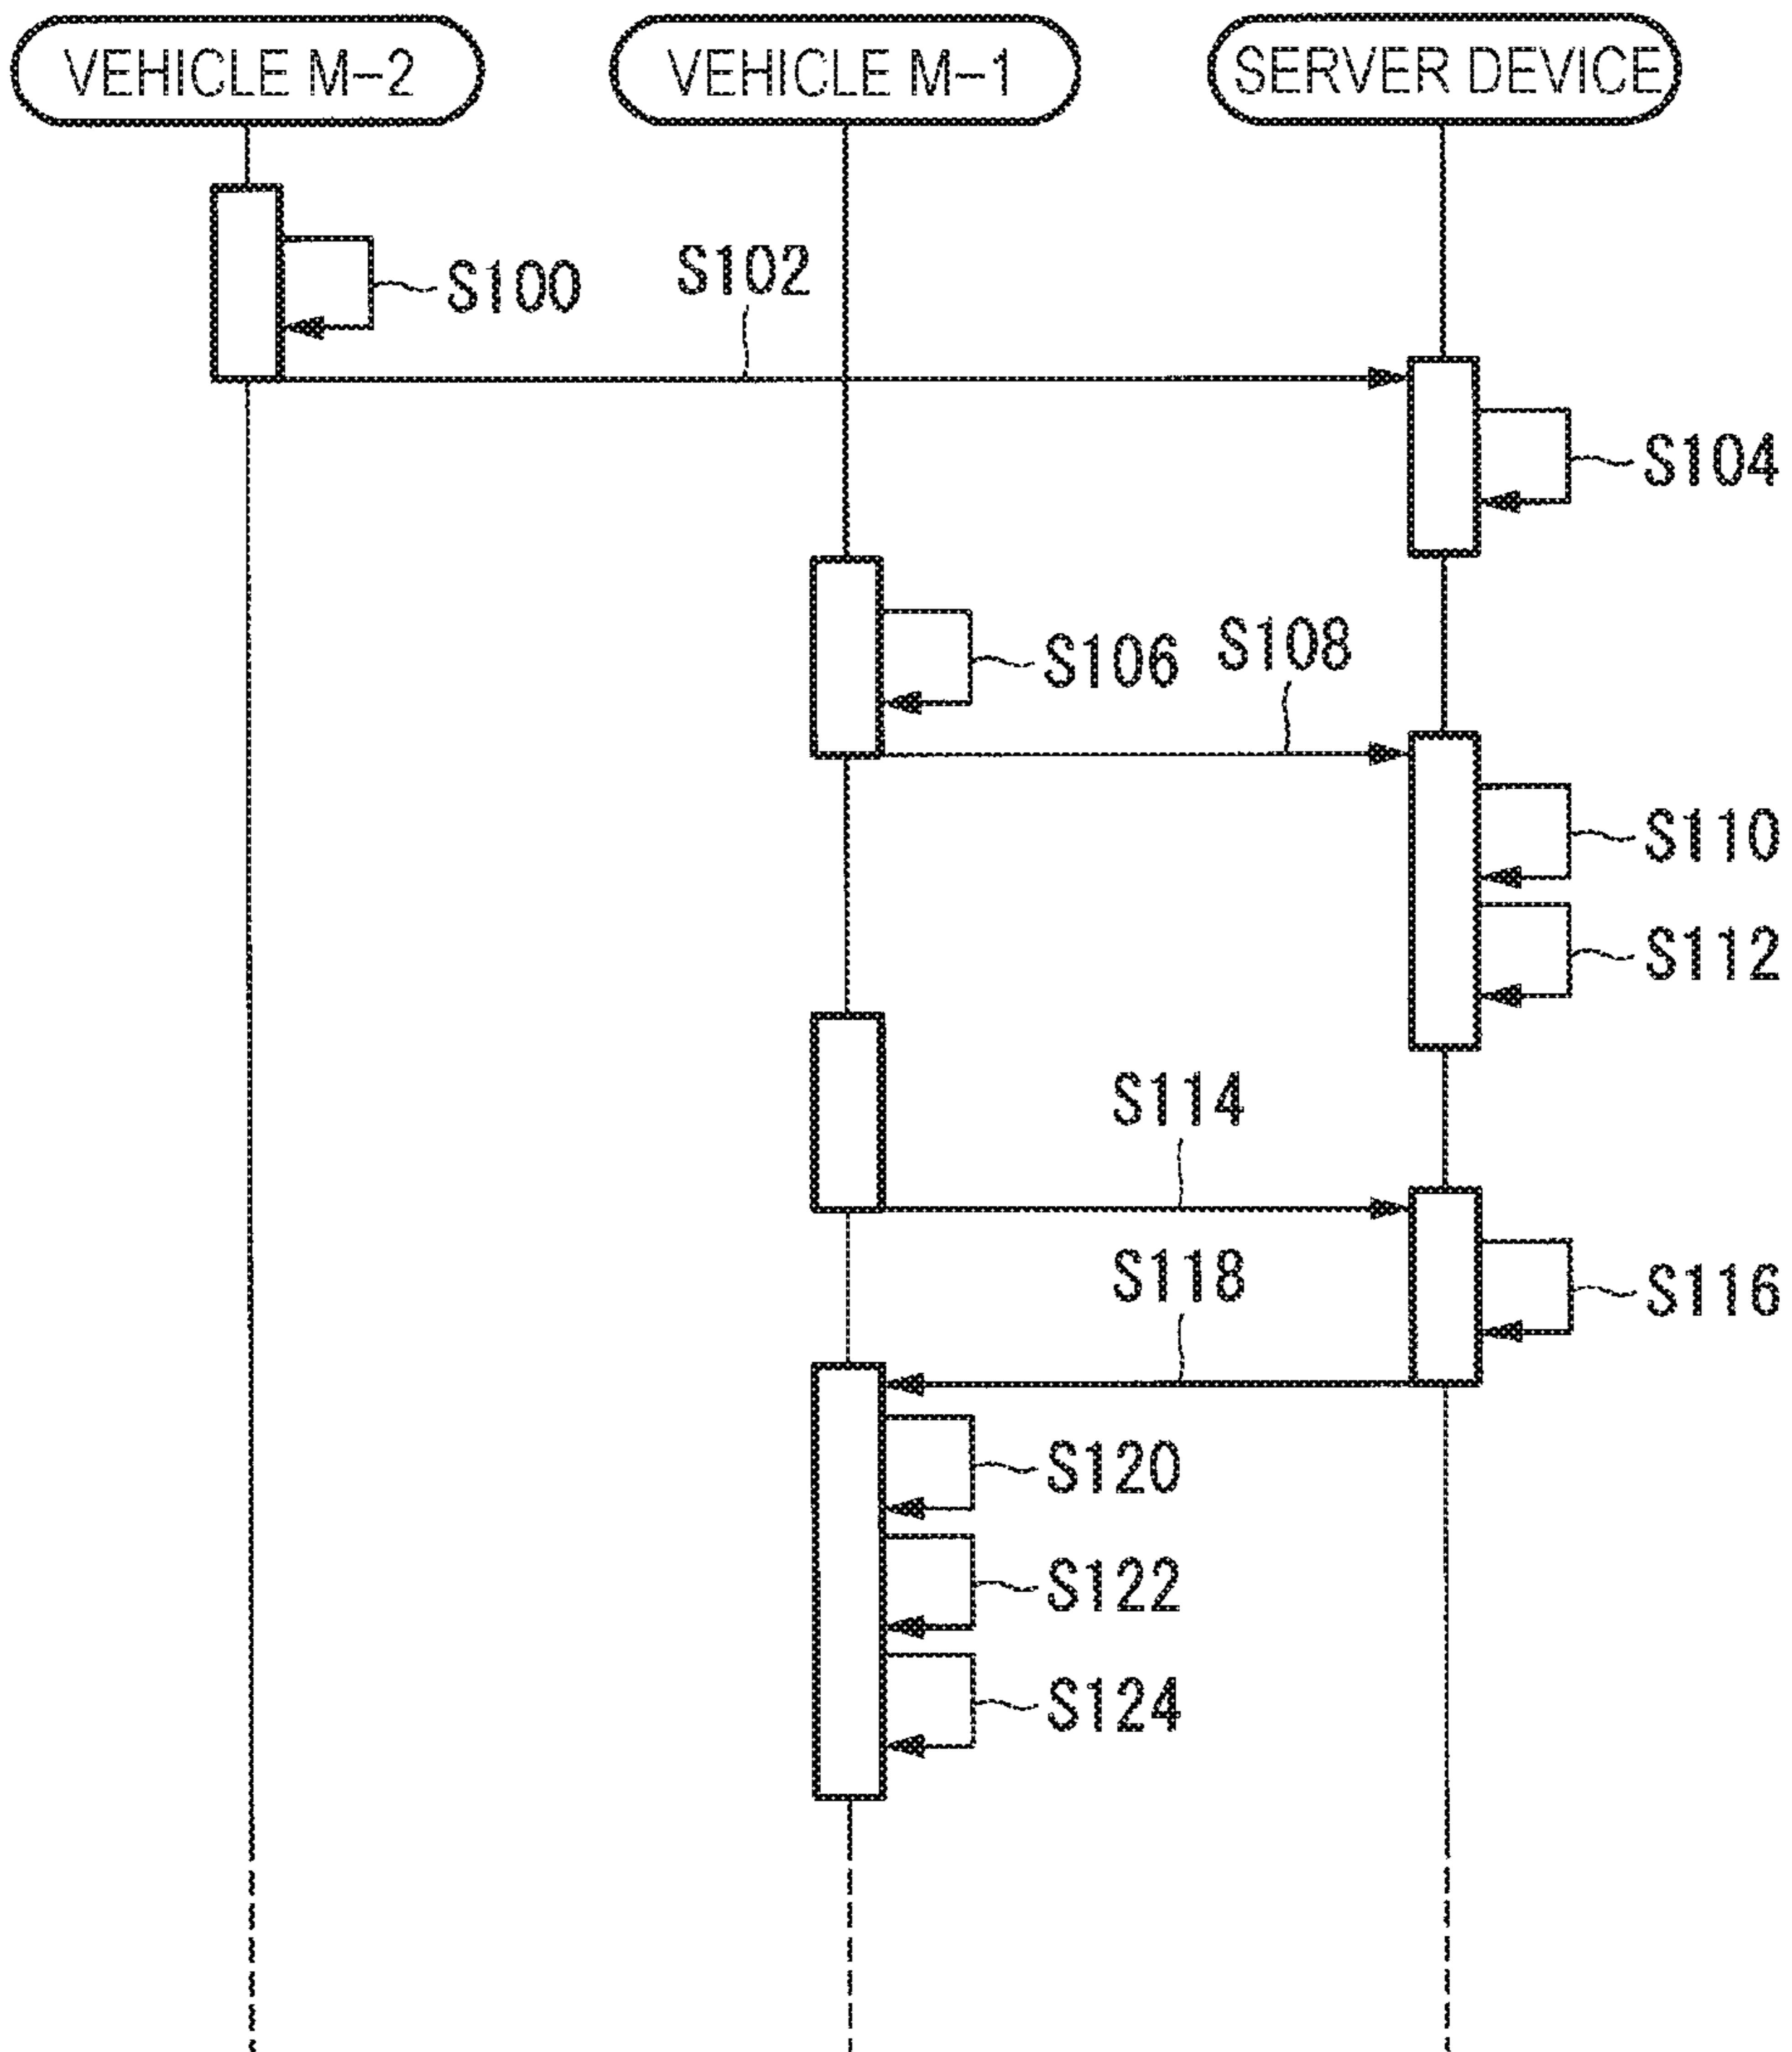 VEHICLE M-2
VEHICLE M-1
SERVER DEVICE
S100
S102
S104
S106
S108
S110
S112
S114
S116
S118
S120
S122
S124